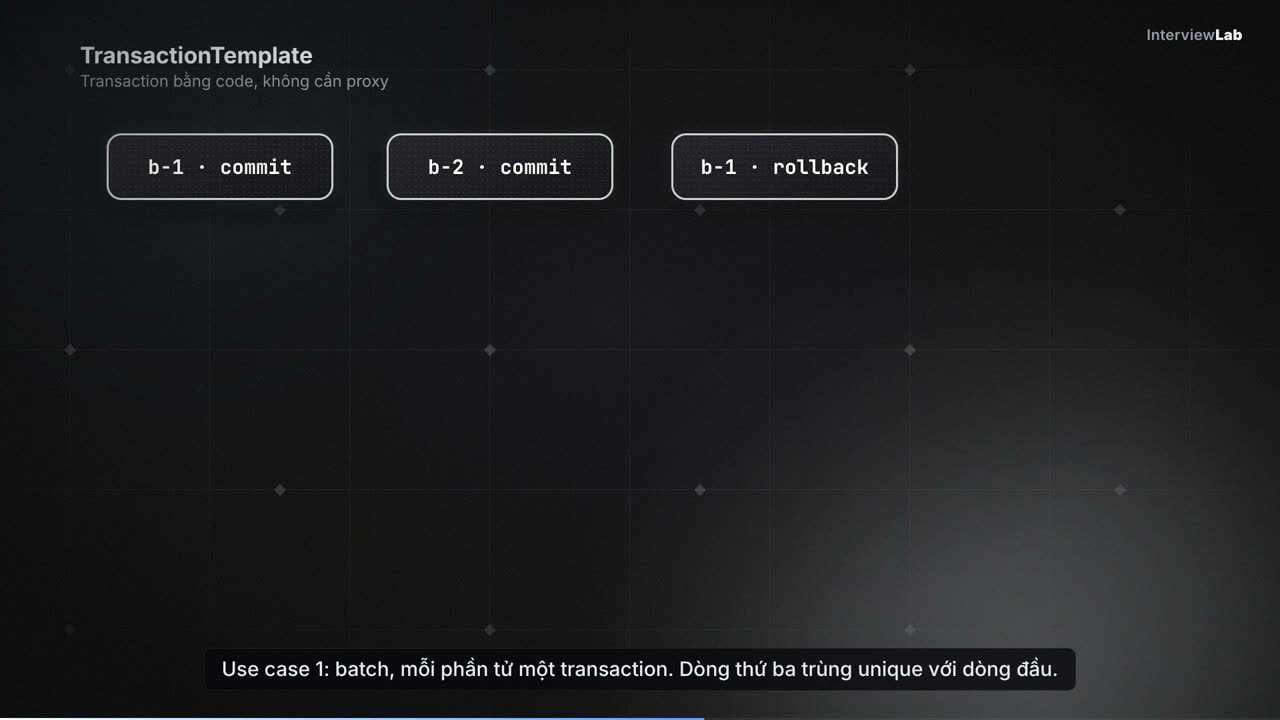 TransactionTemplate
InterviewLab
Transaction bằng code, không cần proxy
b-1 · commit
b-2 · commit
b-1 · rollback
Use case 1: batch, mỗi phần tử một transaction. Dòng thứ ba trùng unique với dòng đầu.